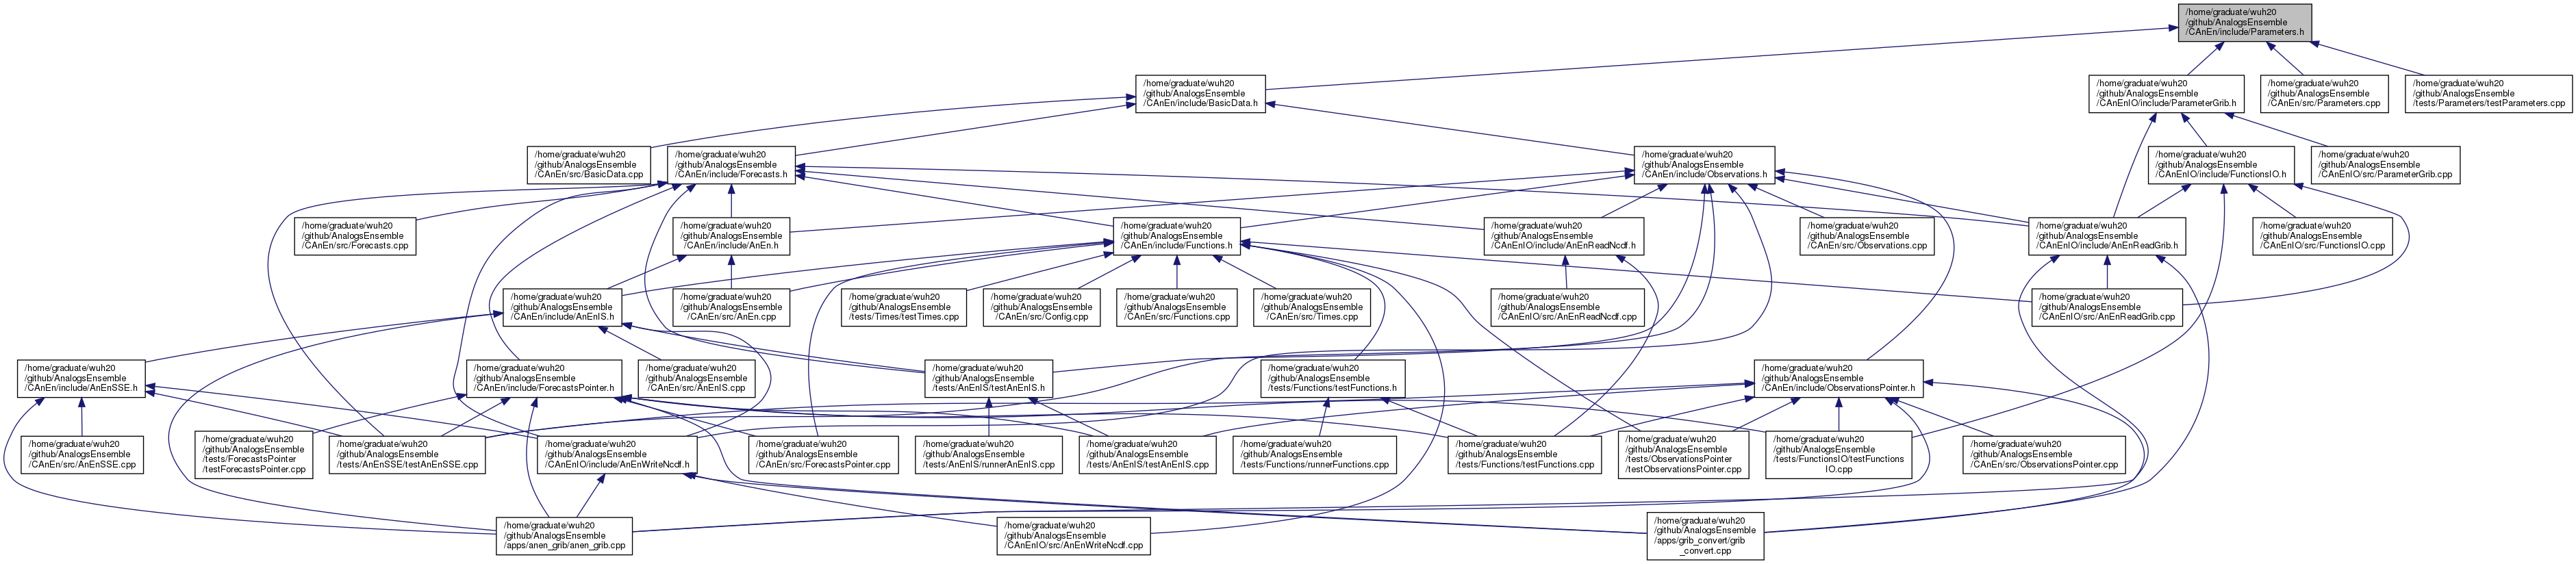 /home/graduate/wuh20
/github/AnalogsEnsemble
/CAnEn/include/Parameters.h
/home/graduate/wuh20
/github/AnalogsEnsemble
/CAnEn/include/BasicData.h
/home/graduate/wuh20
/github/AnalogsEnsemble
/CAnEnIO/include/ParameterGrib.h
/home/graduate/wuh20
/github/AnalogsEnsemble
/CAnEn/src/Parameters.cpp
/home/graduate/wuh20
/github/AnalogsEnsemble
/tests/Parameters/testParameters.cpp
/home/graduate/wuh20
/github/AnalogsEnsemble
/CAnEn/src/BasicData.cpp
/home/graduate/wuh20
/github/AnalogsEnsemble
/CAnEn/include/Forecasts.h
/home/graduate/wuh20
/github/AnalogsEnsemble
/CAnEn/include/Observations.h
/home/graduate/wuh20
/github/AnalogsEnsemble
/CAnEnIO/include/FunctionsIO.h
/home/graduate/wuh20
/github/AnalogsEnsemble
/CAnEnIO/src/ParameterGrib.cpp
/home/graduate/wuh20
/github/AnalogsEnsemble
/CAnEn/src/Forecasts.cpp
/home/graduate/wuh20
/github/AnalogsEnsemble
/CAnEn/include/AnEn.h
/home/graduate/wuh20
/github/AnalogsEnsemble
/CAnEn/include/Functions.h
/home/graduate/wuh20
/github/AnalogsEnsemble
/CAnEnIO/include/AnEnReadNcdf.h
/home/graduate/wuh20
/github/AnalogsEnsemble
/CAnEn/src/Observations.cpp
/home/graduate/wuh20
/github/AnalogsEnsemble
/CAnEnIO/include/AnEnReadGrib.h
/home/graduate/wuh20
/github/AnalogsEnsemble
/CAnEnIO/src/FunctionsIO.cpp
/home/graduate/wuh20
/github/AnalogsEnsemble
/CAnEn/include/AnEnIS.h
/home/graduate/wuh20
/github/AnalogsEnsemble
/CAnEn/src/AnEn.cpp
/home/graduate/wuh20
/github/AnalogsEnsemble
/tests/Times/testTimes.cpp
/home/graduate/wuh20
/github/AnalogsEnsemble
/CAnEn/src/Config.cpp
/home/graduate/wuh20
/github/AnalogsEnsemble
/CAnEn/src/Functions.cpp
/home/graduate/wuh20
/github/AnalogsEnsemble
/CAnEn/src/Times.cpp
/home/graduate/wuh20
/github/AnalogsEnsemble
/CAnEnIO/src/AnEnReadNcdf.cpp
/home/graduate/wuh20
/github/AnalogsEnsemble
/CAnEnIO/src/AnEnReadGrib.cpp
/home/graduate/wuh20
/github/AnalogsEnsemble
/CAnEn/include/AnEnSSE.h
/home/graduate/wuh20
/github/AnalogsEnsemble
/CAnEn/include/ForecastsPointer.h
/home/graduate/wuh20
/github/AnalogsEnsemble
/CAnEn/src/AnEnIS.cpp
/home/graduate/wuh20
/github/AnalogsEnsemble
/tests/AnEnIS/testAnEnIS.h
/home/graduate/wuh20
/github/AnalogsEnsemble
/tests/Functions/testFunctions.h
/home/graduate/wuh20
/github/AnalogsEnsemble
/CAnEn/include/ObservationsPointer.h
/home/graduate/wuh20
/github/AnalogsEnsemble
/CAnEn/src/AnEnSSE.cpp
/home/graduate/wuh20
/github/AnalogsEnsemble
/tests/ForecastsPointer
/testForecastsPointer.cpp
/home/graduate/wuh20
/github/AnalogsEnsemble
/tests/AnEnSSE/testAnEnSSE.cpp
/home/graduate/wuh20
/github/AnalogsEnsemble
/CAnEnIO/include/AnEnWriteNcdf.h
/home/graduate/wuh20
/github/AnalogsEnsemble
/CAnEn/src/ForecastsPointer.cpp
/home/graduate/wuh20
/github/AnalogsEnsemble
/tests/AnEnIS/runnerAnEnIS.cpp
/home/graduate/wuh20
/github/AnalogsEnsemble
/tests/AnEnIS/testAnEnIS.cpp
/home/graduate/wuh20
/github/AnalogsEnsemble
/tests/Functions/runnerFunctions.cpp
/home/graduate/wuh20
/github/AnalogsEnsemble
/tests/Functions/testFunctions.cpp
/home/graduate/wuh20
/github/AnalogsEnsemble
/tests/ObservationsPointer
/testObservationsPointer.cpp
/home/graduate/wuh20
/github/AnalogsEnsemble
/tests/FunctionsIO/testFunctions
IO.cpp
/home/graduate/wuh20
/github/AnalogsEnsemble
/CAnEn/src/ObservationsPointer.cpp
/home/graduate/wuh20
/github/AnalogsEnsemble
/apps/anen_grib/anen_grib.cpp
/home/graduate/wuh20
/github/AnalogsEnsemble
/CAnEnIO/src/AnEnWriteNcdf.cpp
/home/graduate/wuh20
/github/AnalogsEnsemble
/apps/grib_convert/grib
_convert.cpp